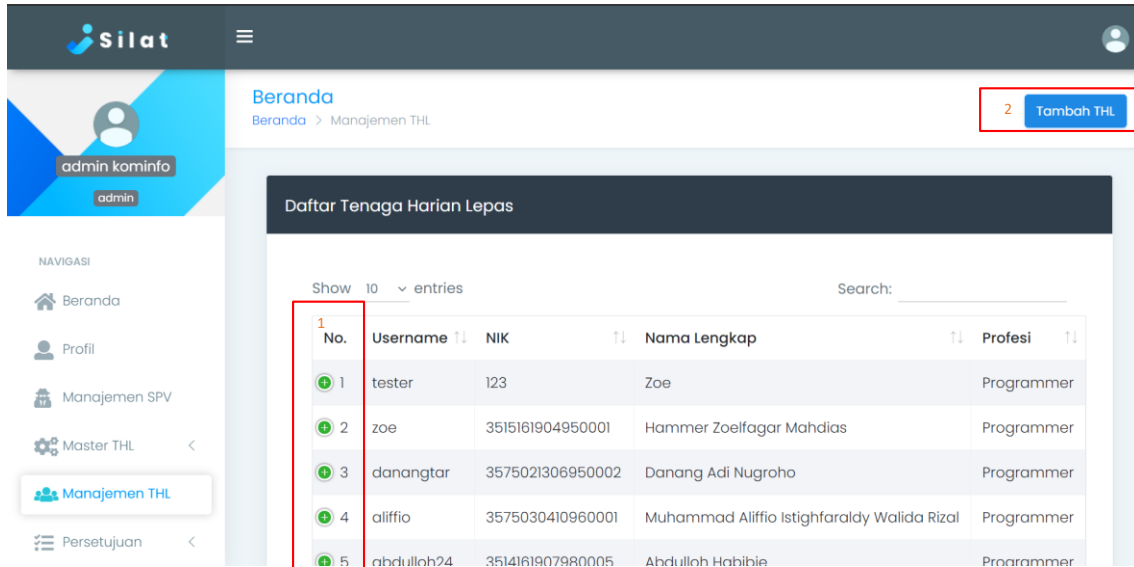 Silat
admin kominfo
admin
NAVIGASI
Beranda
Profil
Manajemen SPV
Master THL
Manajemen THL
Persetujuan
Beranda
Beranda > Manajemen THL
2 Tambah THL
Daftar Tenaga Harian Lepas
Show 10 entries Search:
1
No. Username NIK Nama Lengkap Profesi
1 tester 123 Zoe Programmer
2 zoe 3515161904950001 Hammer Zoelfagar Mahdias Programmer
3 danangtar 3575021306950002 Danang Adi Nugroho Programmer
4 aliffio 3575030410960001 Muhammad Aliffio Istighfaraldy Walida Rizal Programmer
5 abdulloh24 3514161907980005 Abdulloh Habibie Programmer